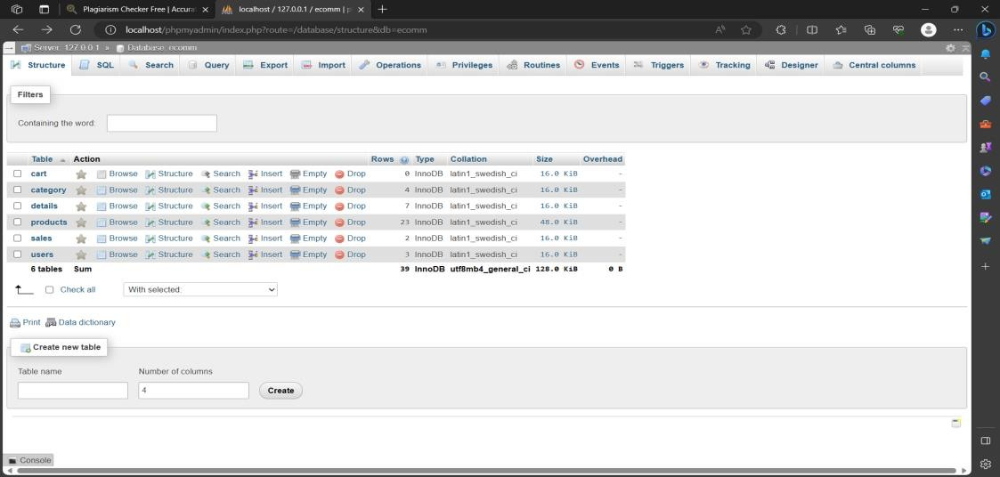 Plagiarism Checker Free | Accurat
localhost / 127.0.0.1 / ecomm | p
localhost/phpmyadmin/index.php?route=/database/structure&db=ecomm
Server: 127.0.0.1 » Database: ecomm
Structure SQL Search Query Export Import Operations Privileges Routines Events Triggers Tracking Designer Central columns
Filters
Containing the word:
Table Action Rows Type Collation Size Overhead
cart Browse Structure Search Insert Empty Drop 0 InnoDB latin1_swedish_ci 16.0 KiB -
category Browse Structure Search Insert Empty Drop 4 InnoDB latin1_swedish_ci 16.0 KiB -
details Browse Structure Search Insert Empty Drop 7 InnoDB latin1_swedish_ci 16.0 KiB -
products Browse Structure Search Insert Empty Drop 23 InnoDB latin1_swedish_ci 48.0 KiB -
sales Browse Structure Search Insert Empty Drop 2 InnoDB latin1_swedish_ci 16.0 KiB -
users Browse Structure Search Insert Empty Drop 3 InnoDB latin1_swedish_ci 16.0 KiB -
6 tables Sum 39 InnoDB utf8mb4_general_ci 128.0 KiB 0 B
Check all With selected:
Print Data dictionary
Create new table
Table name Number of columns
4 Create
Console